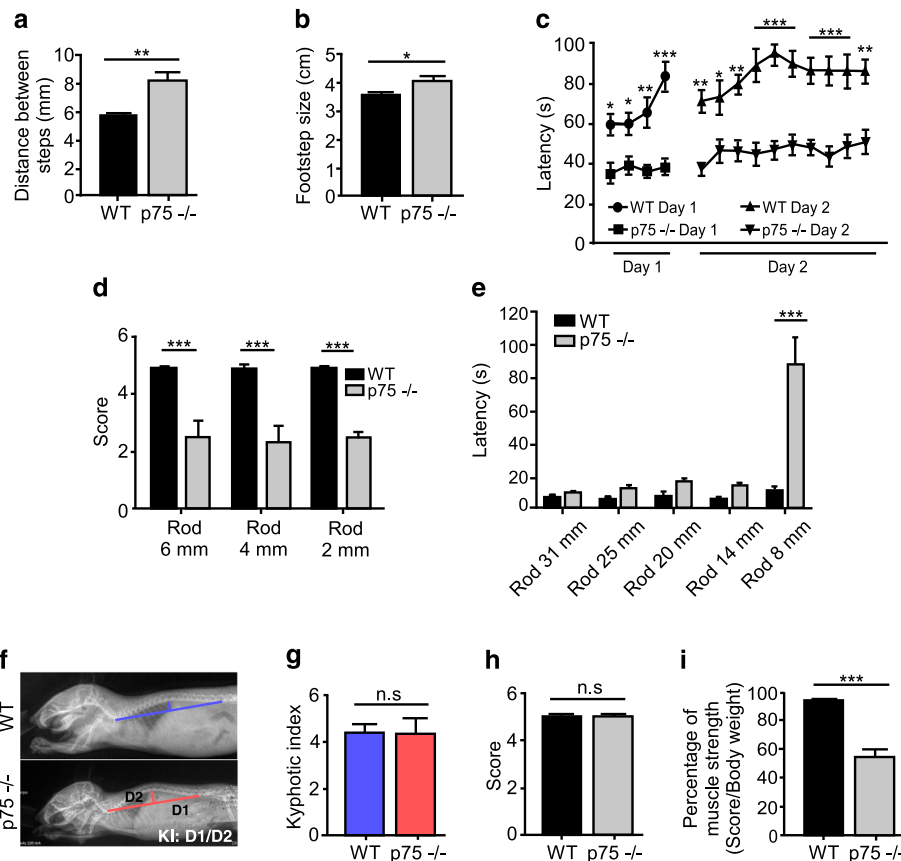 a
Distance between steps (mm)
10
8
6
4
2
0
**
WT p75 -/-
b
Footstep size (cm)
5
4
3
2
1
0
*
WT p75 -/-
c
Latency (s)
100
80
60
40
20
0
* * ** ***
** * ** *** *** **
WT Day 1
WT Day 2
p75 -/- Day 1
p75 -/- Day 2
Day 1
Day 2
d
Score
6
4
2
0
*** *** ***
WT
p75 -/-
Rod 6 mm
Rod 4 mm
Rod 2 mm
e
Latency (s)
120
100
80
60
40
20
10
0
WT
p75 -/-
***
Rod 31 mm
Rod 25 mm
Rod 20 mm
Rod 14 mm
Rod 8 mm
f
WT
p75 -/-
D2
D1
KI: D1/D2
g
Kyphotic index
6
4
2
0
n.s
WT p75 -/-
h
Score
6
4
2
0
n.s
WT p75 -/-
i
Percentage of
muscle strength
(Score/Body weight)
100
80
60
40
20
0
***
WT p75 -/-